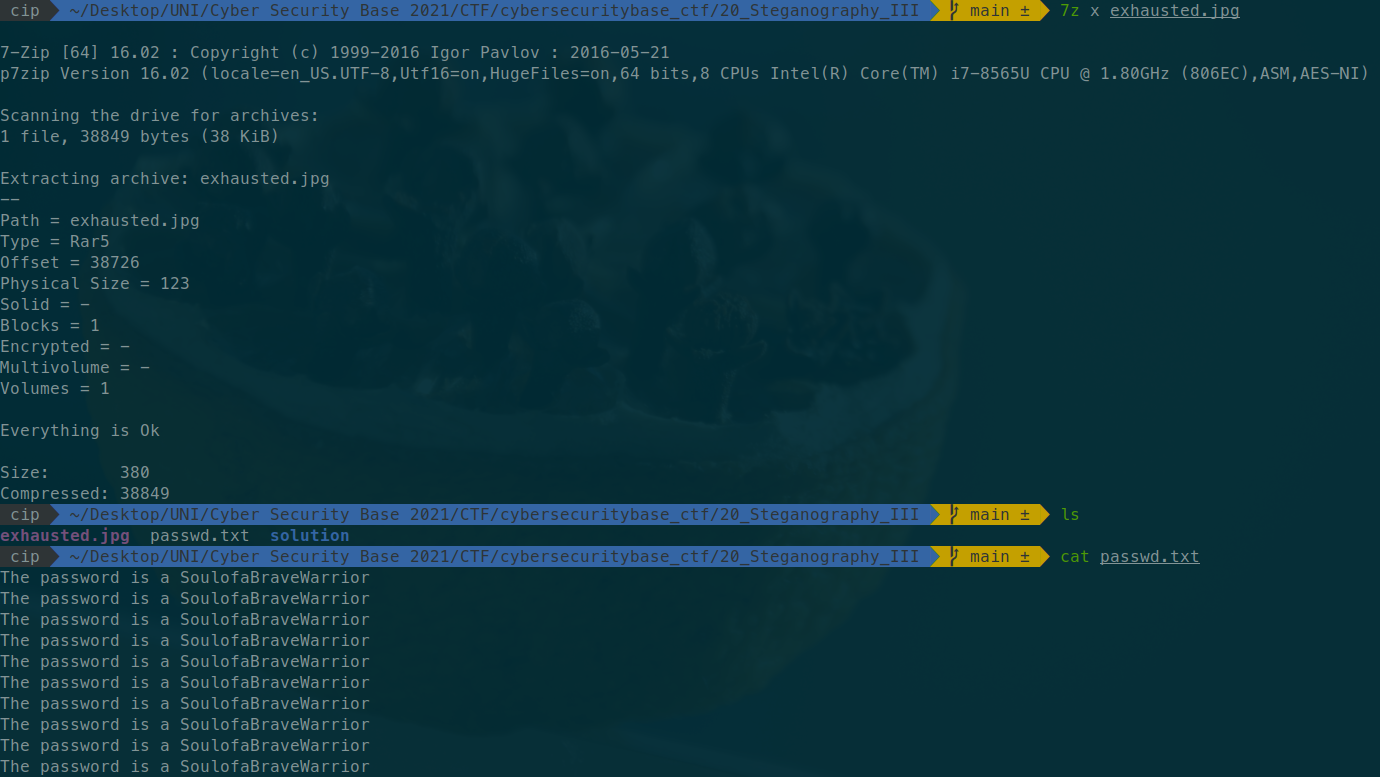 cip ~/Desktop/UNI/Cyber Security Base 2021/CTF/cybersecuritybase_ctf/20_Steganography_III main ± 7z x exhausted.jpg
7-Zip [64] 16.02 : Copyright (c) 1999-2016 Igor Pavlov : 2016-05-21
p7zip Version 16.02 (locale=en_US.UTF-8,Utf16=on,HugeFiles=on,64 bits,8 CPUs Intel(R) Core(TM) i7-8565U CPU @ 1.80GHz (806EC),ASM,AES-NI)
Scanning the drive for archives:
1 file, 38849 bytes (38 KiB)
Extracting archive: exhausted.jpg
--
Path = exhausted.jpg
Type = Rar5
Offset = 38726
Physical Size = 123
Solid = -
Blocks = 1
Encrypted = -
Multivolume = -
Volumes = 1
Everything is Ok
Size:       380
Compressed: 38849
cip ~/Desktop/UNI/Cyber Security Base 2021/CTF/cybersecuritybase_ctf/20_Steganography_III main ± ls
exhausted.jpg  passwd.txt  solution
cip ~/Desktop/UNI/Cyber Security Base 2021/CTF/cybersecuritybase_ctf/20_Steganography_III main ± cat passwd.txt
The password is a SoulofaBraveWarrior
The password is a SoulofaBraveWarrior
The password is a SoulofaBraveWarrior
The password is a SoulofaBraveWarrior
The password is a SoulofaBraveWarrior
The password is a SoulofaBraveWarrior
The password is a SoulofaBraveWarrior
The password is a SoulofaBraveWarrior
The password is a SoulofaBraveWarrior
The password is a SoulofaBraveWarrior